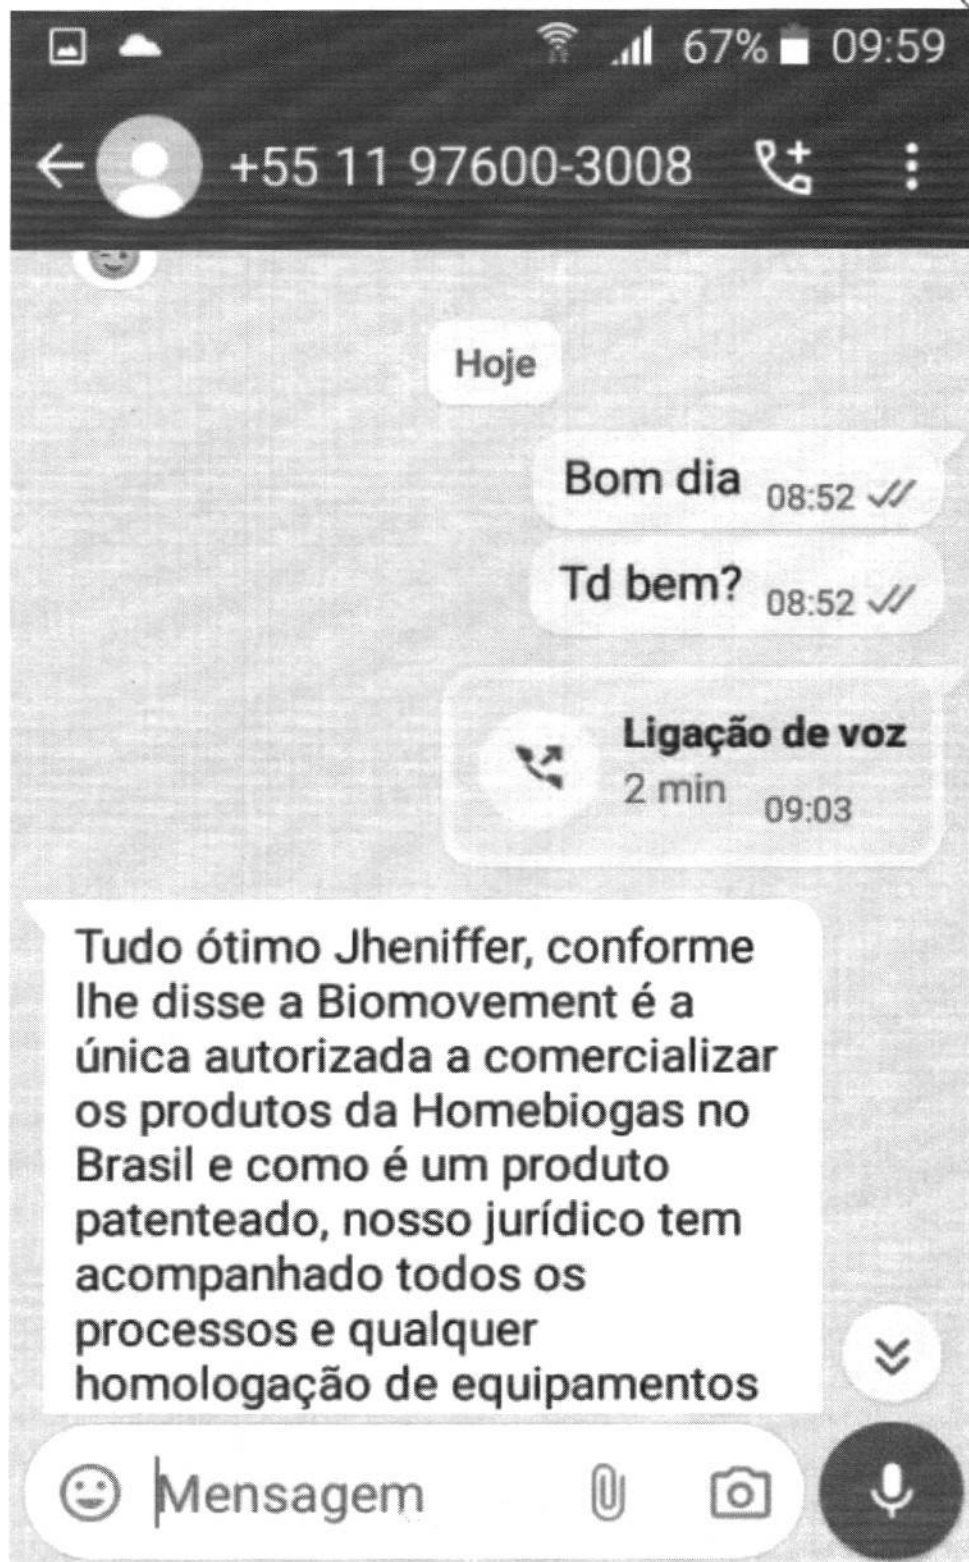 67% 09:59
+55 11 97600-3008
Hoje
Bom dia 08:52
Td bem? 08:52
Ligação de voz
2 min 09:03
Tudo ótimo Jheniffer, conforme
lhe disse a Biomovement é a
única autorizada a comercializar
os produtos da Homebiogas no
Brasil e como é um produto
patenteado, nosso jurídico tem
acompanhado todos os
processos e qualquer
homologação de equipamentos
Mensagem